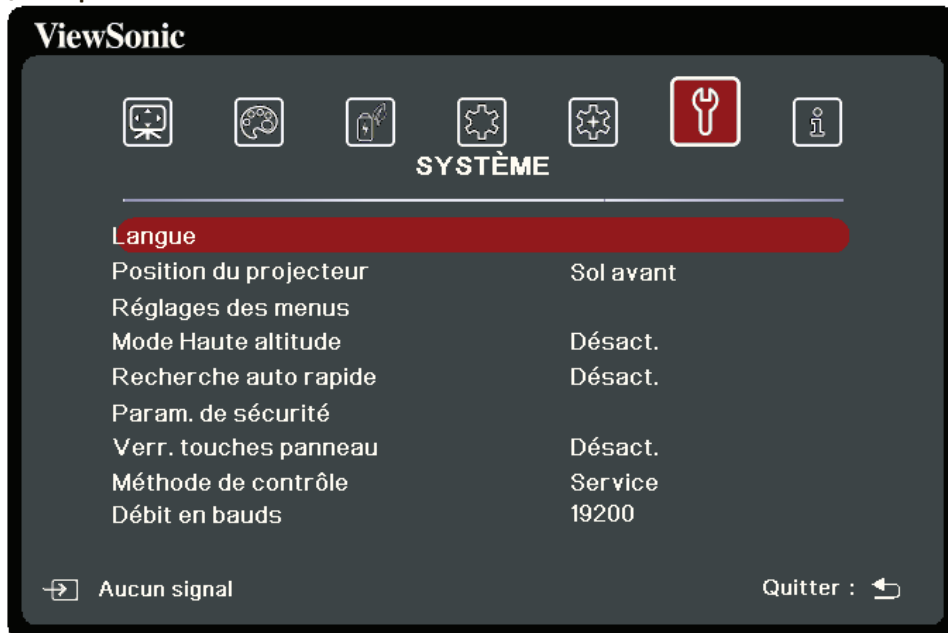 ViewSonic
SYSTÈME
Langue
Position du projecteur Sol avant
Réglages des menus
Mode Haute altitude Désact.
Recherche auto rapide Désact.
Param. de sécurité
Verr. touches panneau Désact.
Méthode de contrôle Service
Débit en bauds 19200
Aucun signal Quitter :